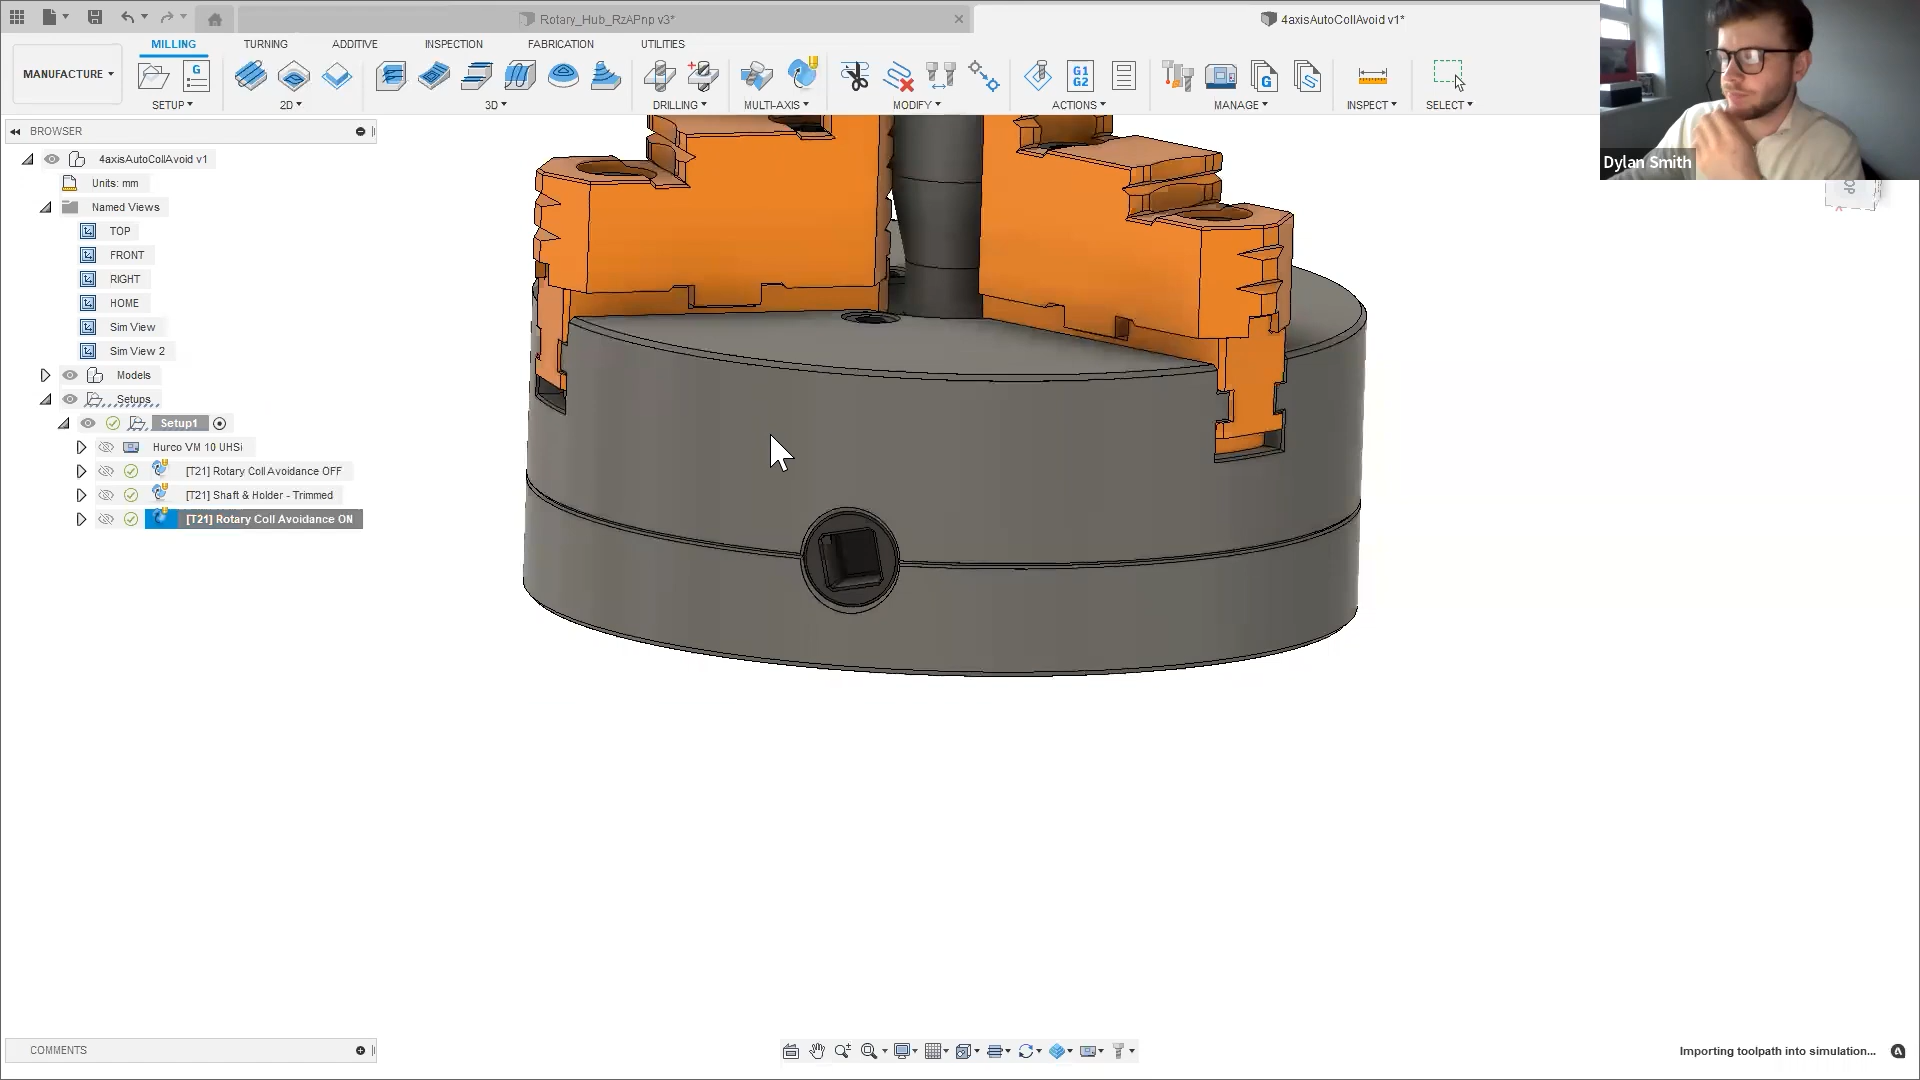 Rotary_Hub_RzAPnp v3*
4axisAutoCollAvoid v1*
MANUFACTURE
MILLING
TURNING
ADDITIVE
INSPECTION
FABRICATION
UTILITIES
G
G1
G2
G
SETUP
2D
3D
DRILLING
MULTI-AXIS
MODIFY
ACTIONS
MANAGE
INSPECT
SELECT
Dylan Smith
BROWSER
4axisAutoCollAvoid v1
Units: mm
Named Views
TOP
FRONT
RIGHT
HOME
Sim View
Sim View 2
Models
Setups
Setup1
Hurco VM 10 UHSi
[T21] Rotary Coll Avoidance OFF
[T21] Shaft & Holder - Trimmed
[T21] Rotary Coll Avoidance ON
COMMENTS
Importing toolpath into simulation...